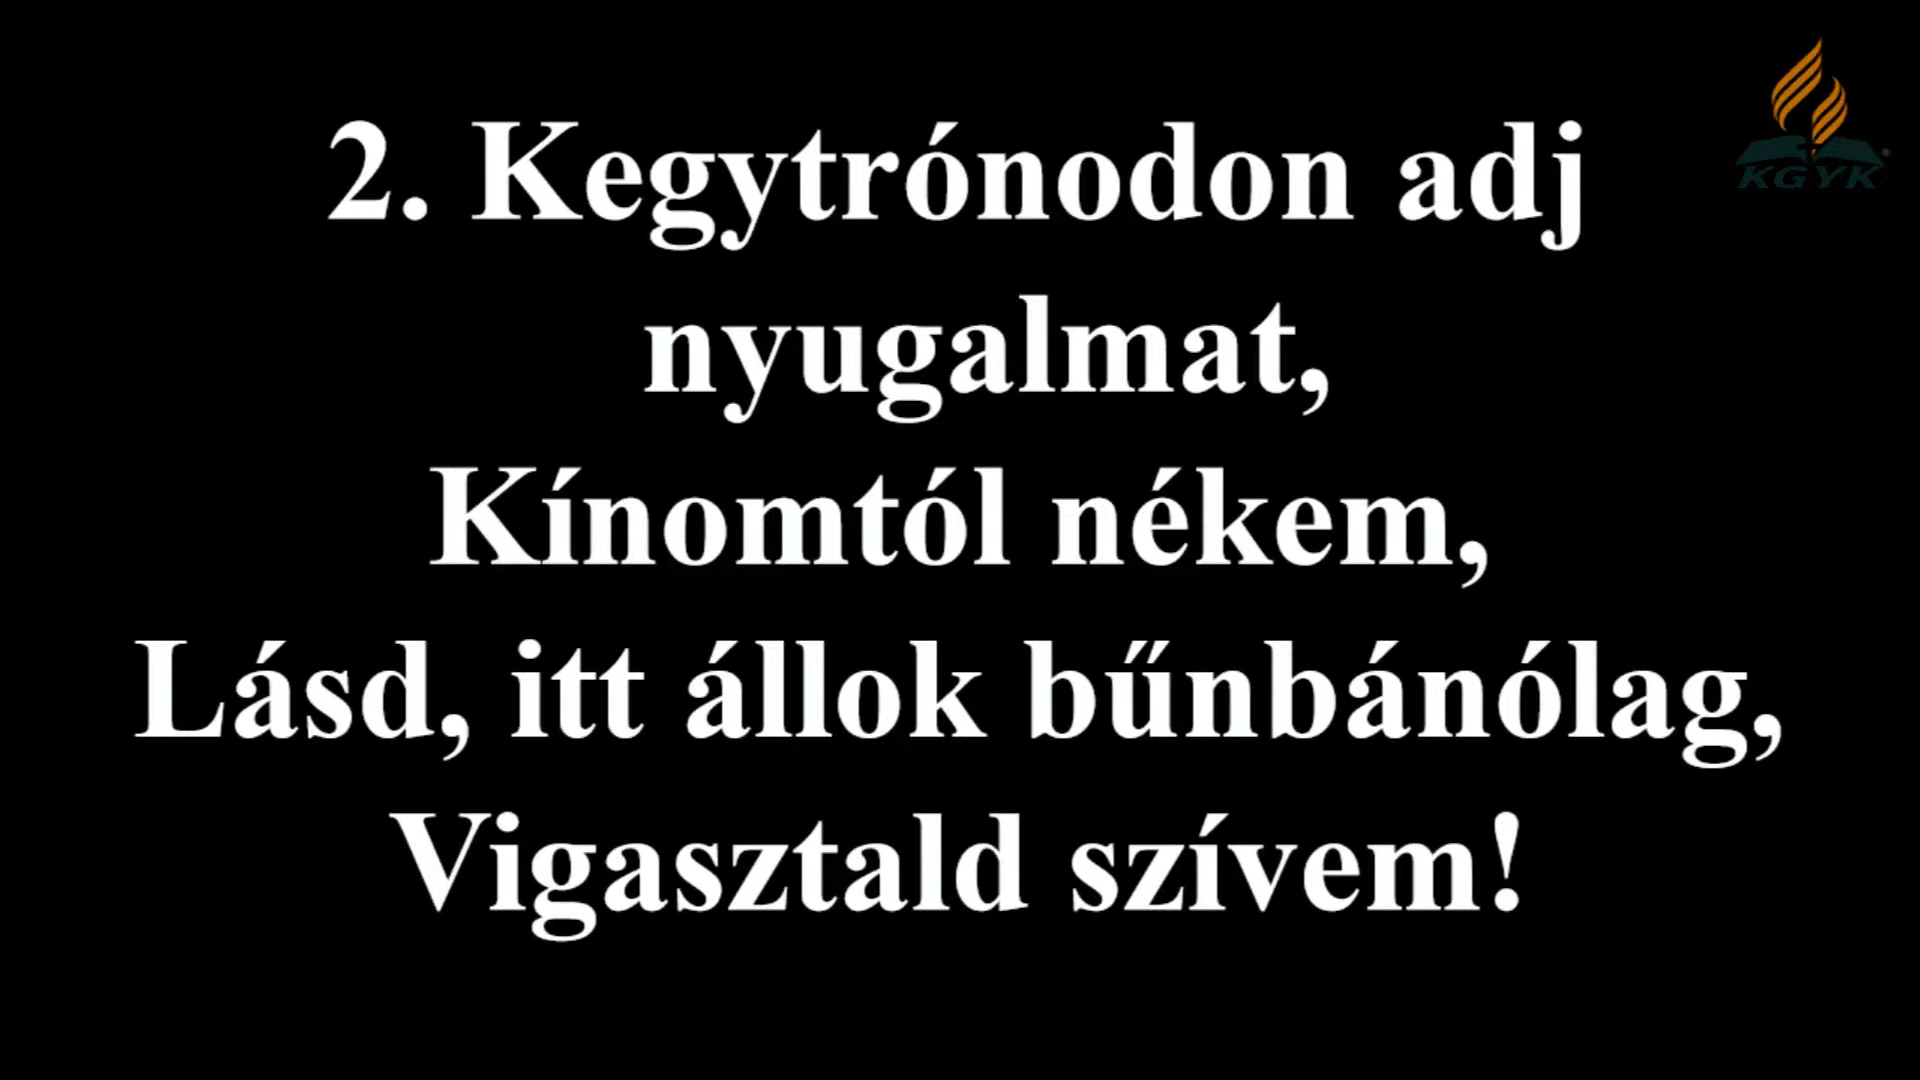 2. Kegytrónodon adj
nyugalmat,
Kínomtól nékem,
Lásd, itt állok bűnbánólag,
Vigasztald szívem!
KGYK